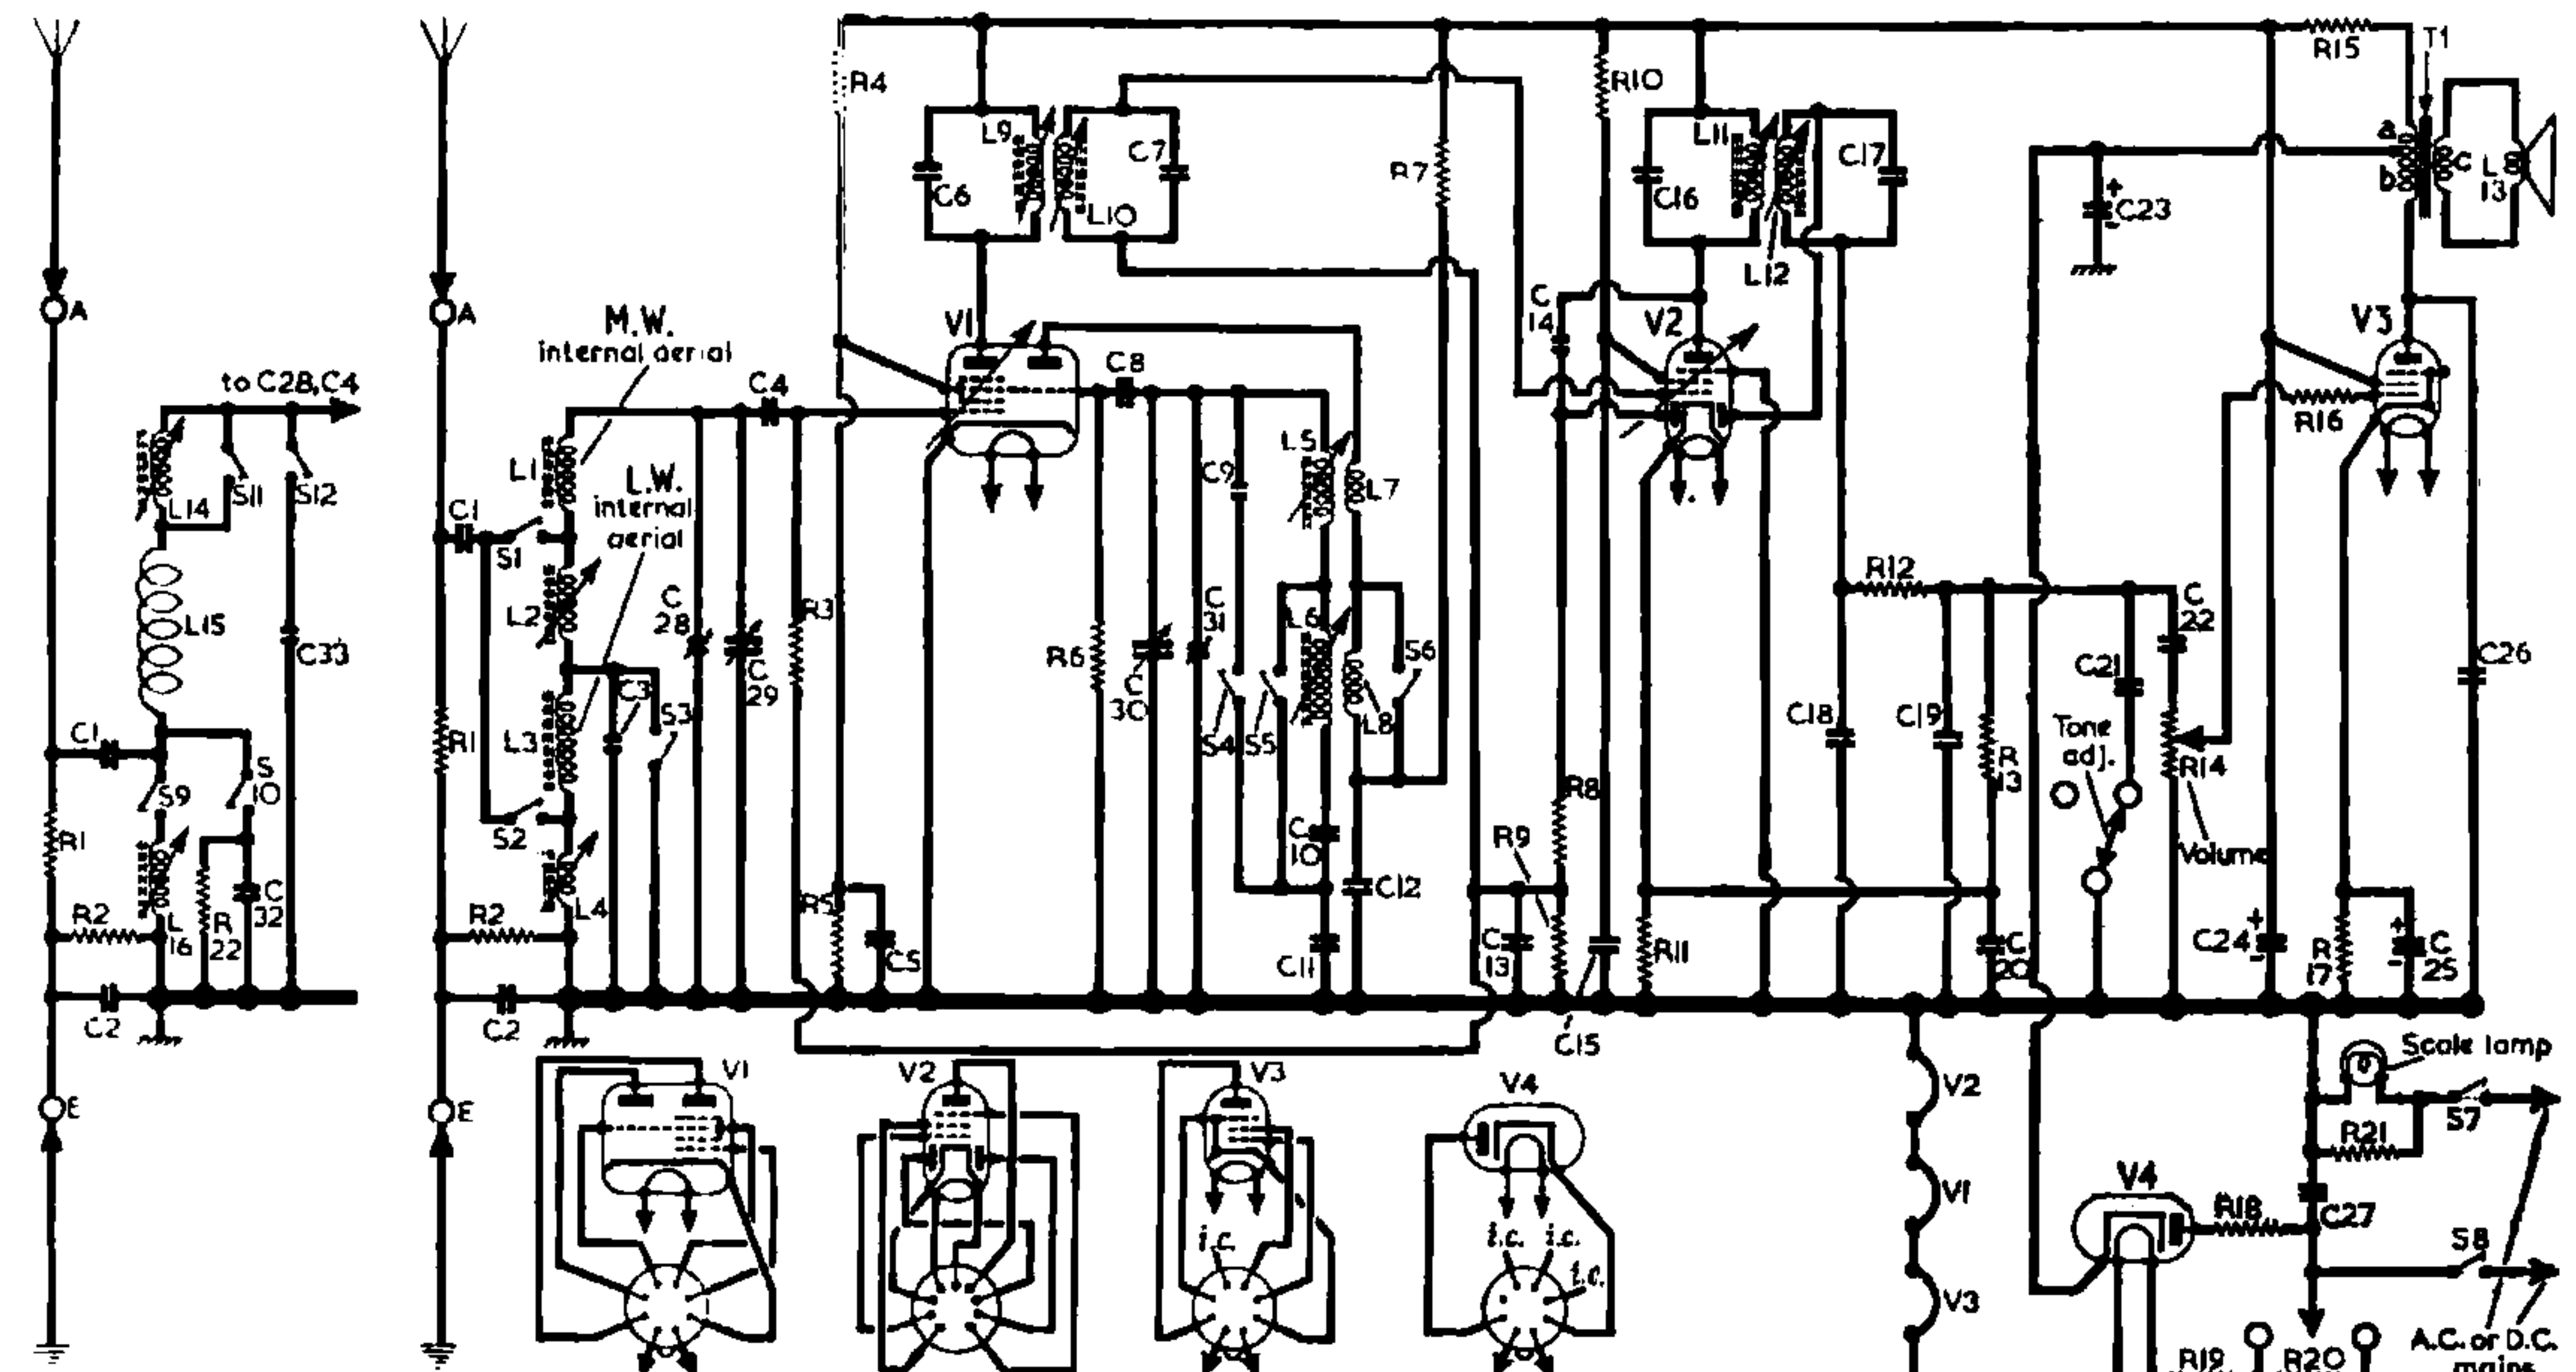 R4
R15
T1
R10
L9
C7
C6
L10
R7
L11
C17
C16
L12
a
b
c
L
13
C23
A
A
M.W.
internal aerial
V1
C
14
V2
V3
to C28, C4
C4
C8
R16
L14
S11
S12
L1
L.W.
internal
aerial
C9
L5
L7
C1
S1
L15
C33
L2
C
28
R3
C
31
L6
S6
R12
C
22
R6
C
30
C
29
C3
S3
C21
C26
C1
R1
L3
S4
S5
L8
C18
C19
Tone
adj.
R
13
R14
S9
S
10
R8
R1
S2
C
10
R9
Volume
C12
R2
L
16
R
22
C
32
R2
L4
R5
C5
C11
C
13
R11
C
20
C24
R
17
C
25
C2
C2
C15
E
E
V1
V2
V3
V4
V2
Scale lamp
S7
R21
V1
V4
R18
C27
i.c.
i.c.
i.c.
i.c.
S8
V3
R19
R20
A.C. or D.C.
mains
+
-
+
-
+
-